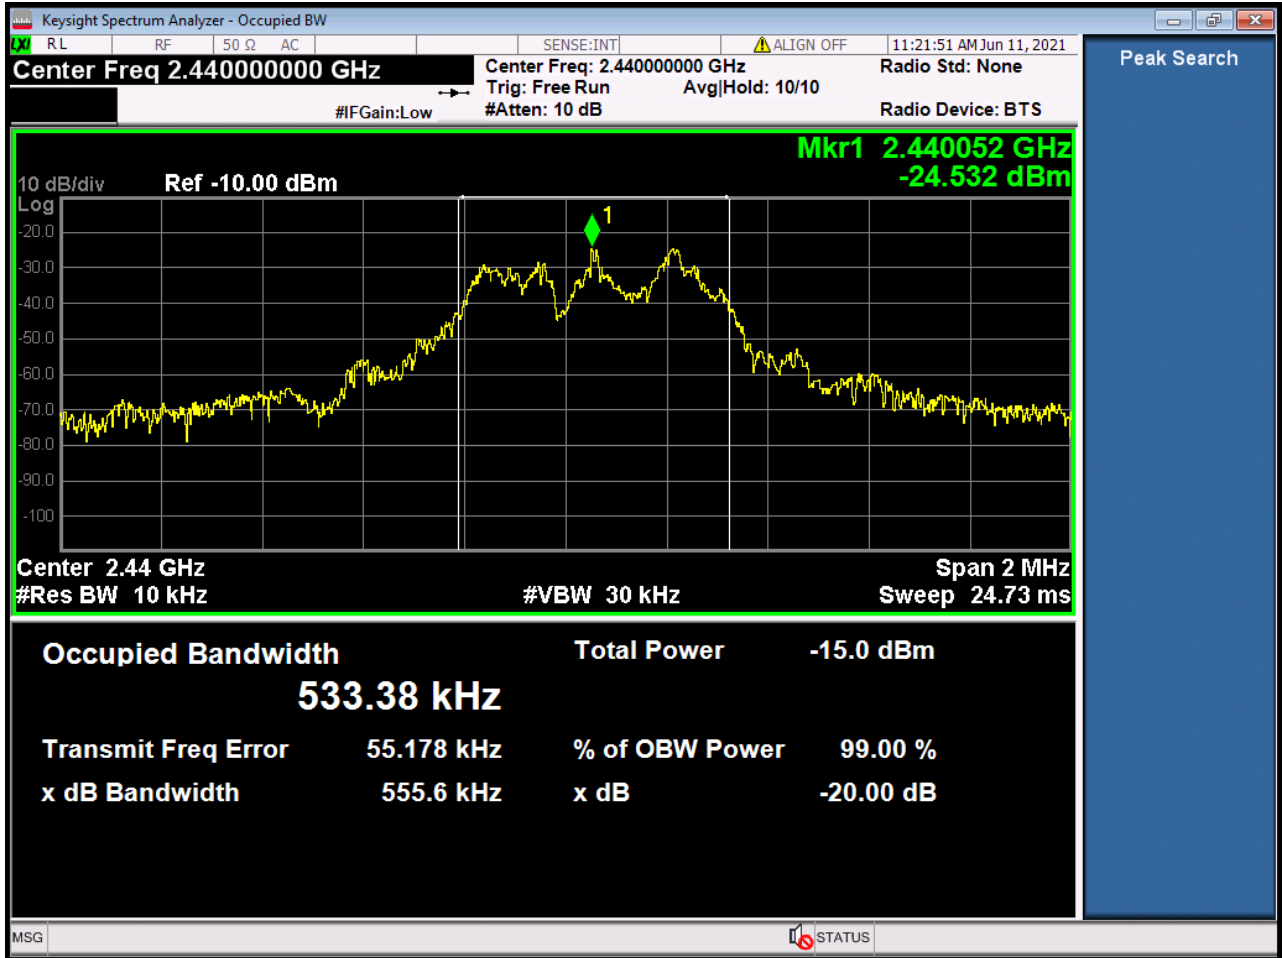 Keysight Spectrum Analyzer - Occupied BW
LXI RL RF 50 Ω AC SENSE:INT ALIGN OFF 11:21:51 AM Jun 11, 2021
Center Freq 2.440000000 GHz
Center Freq: 2.440000000 GHz Radio Std: None
Trig: Free Run Avg|Hold: 10/10
#IFGain:Low #Atten: 10 dB Radio Device: BTS
Peak Search
Mkr1 2.440052 GHz
-24.532 dBm
10 dB/div Ref -10.00 dBm
Log
1
-20.0
-30.0
-40.0
-50.0
-60.0
-70.0
-80.0
-90.0
-100
Center 2.44 GHz Span 2 MHz
#Res BW 10 kHz #VBW 30 kHz Sweep 24.73 ms
Occupied Bandwidth Total Power -15.0 dBm
533.38 kHz
Transmit Freq Error 55.178 kHz % of OBW Power 99.00 %
x dB Bandwidth 555.6 kHz x dB -20.00 dB
MSG STATUS